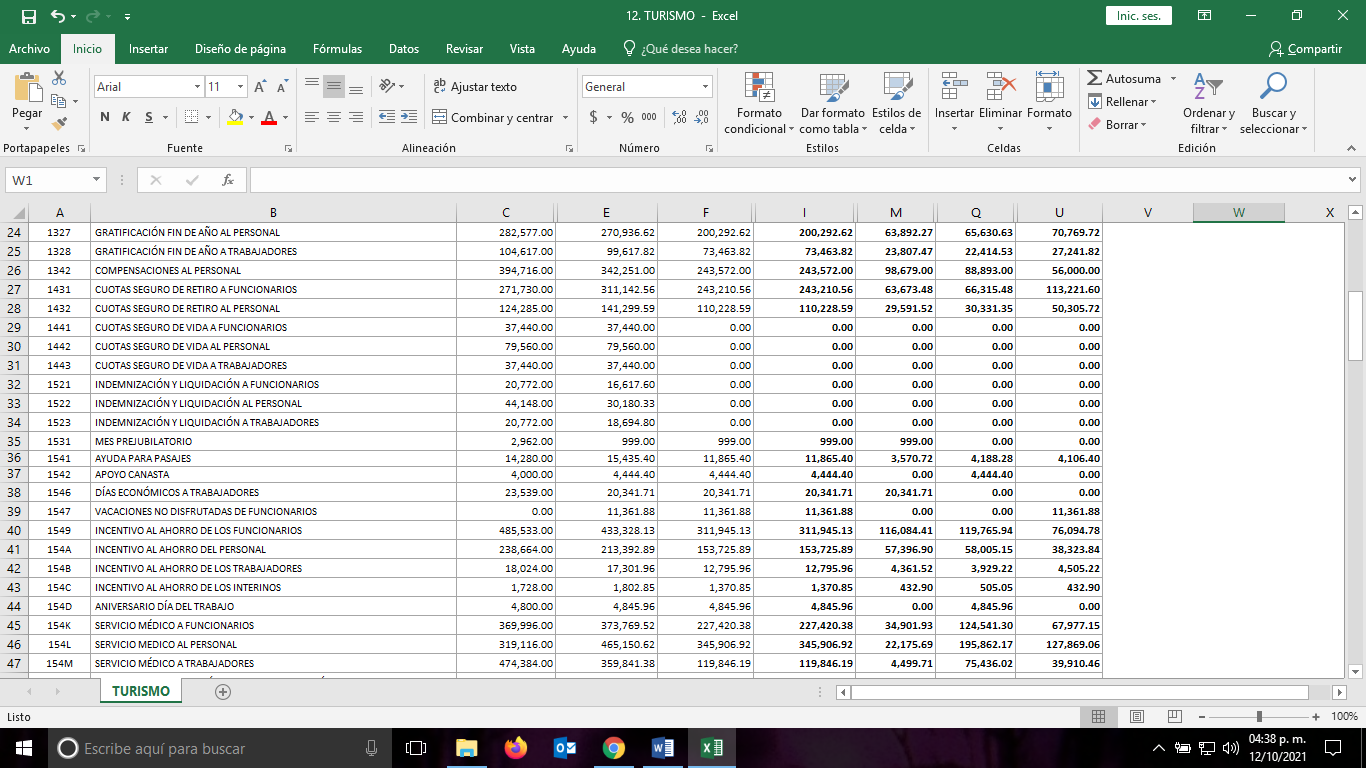 12. TURISMO - Excel
Inic. ses.
Archivo Inicio Insertar Diseño de página Fórmulas Datos Revisar Vista Ayuda ¿Qué desea hacer? Compartir
Pegar
Arial 11
N K S
Ajustar texto
Combinar y centrar
General
$ % 000
Formato condicional
Dar formato como tabla
Estilos de celda
Insertar Eliminar Formato
Autosuma
Rellenar
Borrar
Ordenar y filtrar
Buscar y seleccionar
Portapapeles Fuente Alineación Número Estilos Celdas Edición
W1 fx
A B C E F I M Q U V W X
24 1327 GRATIFICACIÓN FIN DE AÑO AL PERSONAL 282,577.00 270,936.62 200,292.62 200,292.62 63,892.27 65,630.63 70,769.72
25 1328 GRATIFICACIÓN FIN DE AÑO A TRABAJADORES 104,617.00 99,617.82 73,463.82 73,463.82 23,807.47 22,414.53 27,241.82
26 1342 COMPENSACIONES AL PERSONAL 394,716.00 342,251.00 243,572.00 243,572.00 98,679.00 88,893.00 56,000.00
27 1431 CUOTAS SEGURO DE RETIRO A FUNCIONARIOS 271,730.00 311,142.56 243,210.56 243,210.56 63,673.48 66,315.48 113,221.60
28 1432 CUOTAS SEGURO DE RETIRO AL PERSONAL 124,285.00 141,299.59 110,228.59 110,228.59 29,591.52 30,331.35 50,305.72
29 1441 CUOTAS SEGURO DE VIDA A FUNCIONARIOS 37,440.00 37,440.00 0.00 0.00 0.00 0.00 0.00
30 1442 CUOTAS SEGURO DE VIDA AL PERSONAL 79,560.00 79,560.00 0.00 0.00 0.00 0.00 0.00
31 1443 CUOTAS SEGURO DE VIDA A TRABAJADORES 37,440.00 37,440.00 0.00 0.00 0.00 0.00 0.00
32 1521 INDEMNIZACIÓN Y LIQUIDACIÓN A FUNCIONARIOS 20,772.00 16,617.60 0.00 0.00 0.00 0.00 0.00
33 1522 INDEMNIZACIÓN Y LIQUIDACIÓN AL PERSONAL 44,148.00 30,180.33 0.00 0.00 0.00 0.00 0.00
34 1523 INDEMNIZACIÓN Y LIQUIDACIÓN A TRABAJADORES 20,772.00 18,694.80 0.00 0.00 0.00 0.00 0.00
35 1531 MES PREJUBILATORIO 2,962.00 999.00 999.00 999.00 999.00 0.00 0.00
36 1541 AYUDA PARA PASAJES 14,280.00 15,435.40 11,865.40 11,865.40 3,570.72 4,188.28 4,106.40
37 1542 APOYO CANASTA 4,000.00 4,444.40 4,444.40 4,444.40 0.00 4,444.40 0.00
38 1546 DÍAS ECONÓMICOS A TRABAJADORES 23,539.00 20,341.71 20,341.71 20,341.71 20,341.71 0.00 0.00
39 1547 VACACIONES NO DISFRUTADAS DE FUNCIONARIOS 0.00 11,361.88 11,361.88 11,361.88 0.00 0.00 11,361.88
40 1549 INCENTIVO AL AHORRO DE LOS FUNCIONARIOS 485,533.00 433,328.13 311,945.13 311,945.13 116,084.41 119,765.94 76,094.78
41 154A INCENTIVO AL AHORRO DEL PERSONAL 238,664.00 213,392.89 153,725.89 153,725.89 57,396.90 58,005.15 38,323.84
42 154B INCENTIVO AL AHORRO DE LOS TRABAJADORES 18,024.00 17,301.96 12,795.96 12,795.96 4,361.52 3,929.22 4,505.22
43 154C INCENTIVO AL AHORRO DE LOS INTERINOS 1,728.00 1,802.85 1,370.85 1,370.85 432.90 505.05 432.90
44 154D ANIVERSARIO DÍA DEL TRABAJO 4,800.00 4,845.96 4,845.96 4,845.96 0.00 4,845.96 0.00
45 154K SERVICIO MÉDICO A FUNCIONARIOS 369,996.00 373,769.52 227,420.38 227,420.38 34,901.93 124,541.30 67,977.15
46 154L SERVICIO MEDICO AL PERSONAL 319,116.00 465,150.62 345,906.92 345,906.92 22,175.69 195,862.17 127,869.06
47 154M SERVICIO MÉDICO A TRABAJADORES 474,384.00 359,841.38 119,846.19 119,846.19 4,499.71 75,436.02 39,910.46
TURISMO
Listo 100%
Escribe aquí para buscar
04:38 p. m.
12/10/2021